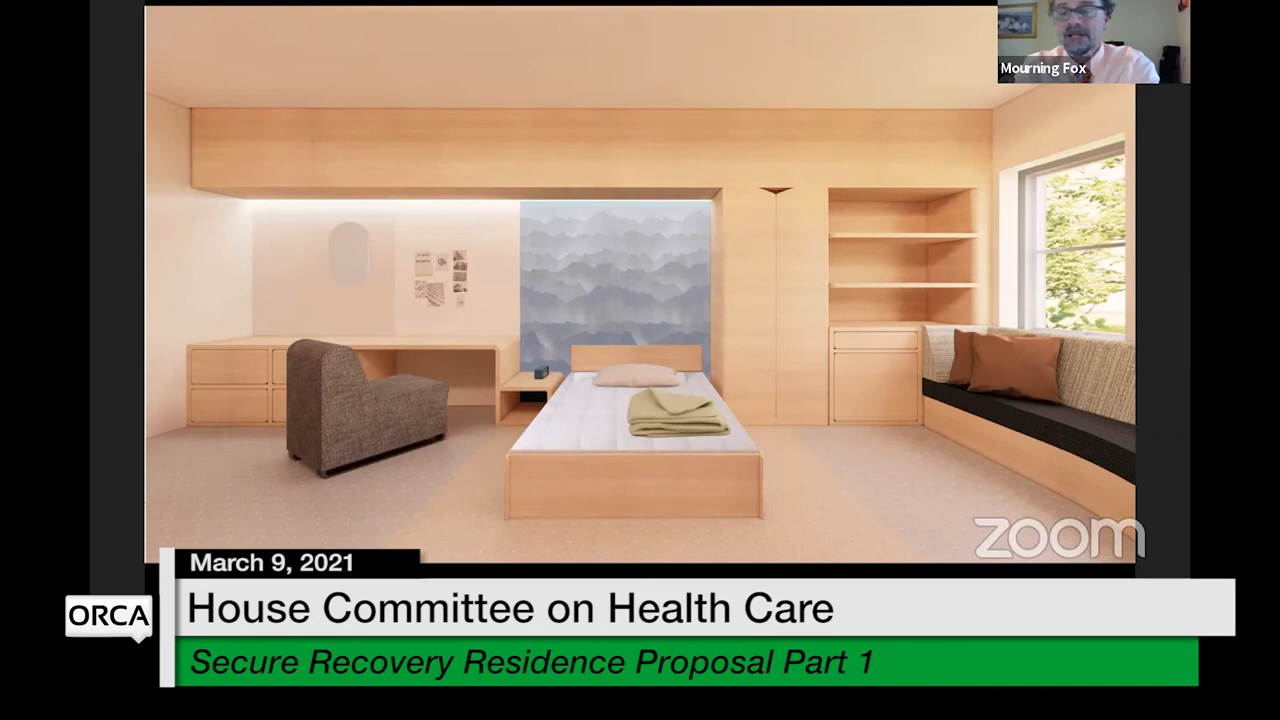 Mourning Fox
zoom
March 9, 2021
ORCA
House Committee on Health Care
Secure Recovery Residence Proposal Part 1